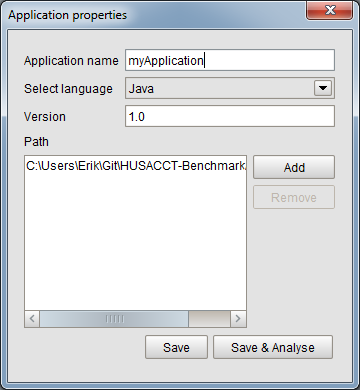 Application properties
Application name myApplication
Select language Java
Version 1.0
Path
C:\Users\Erik\Git\HUSACCT-Benchmark
Add
Remove
Save Save & Analyse